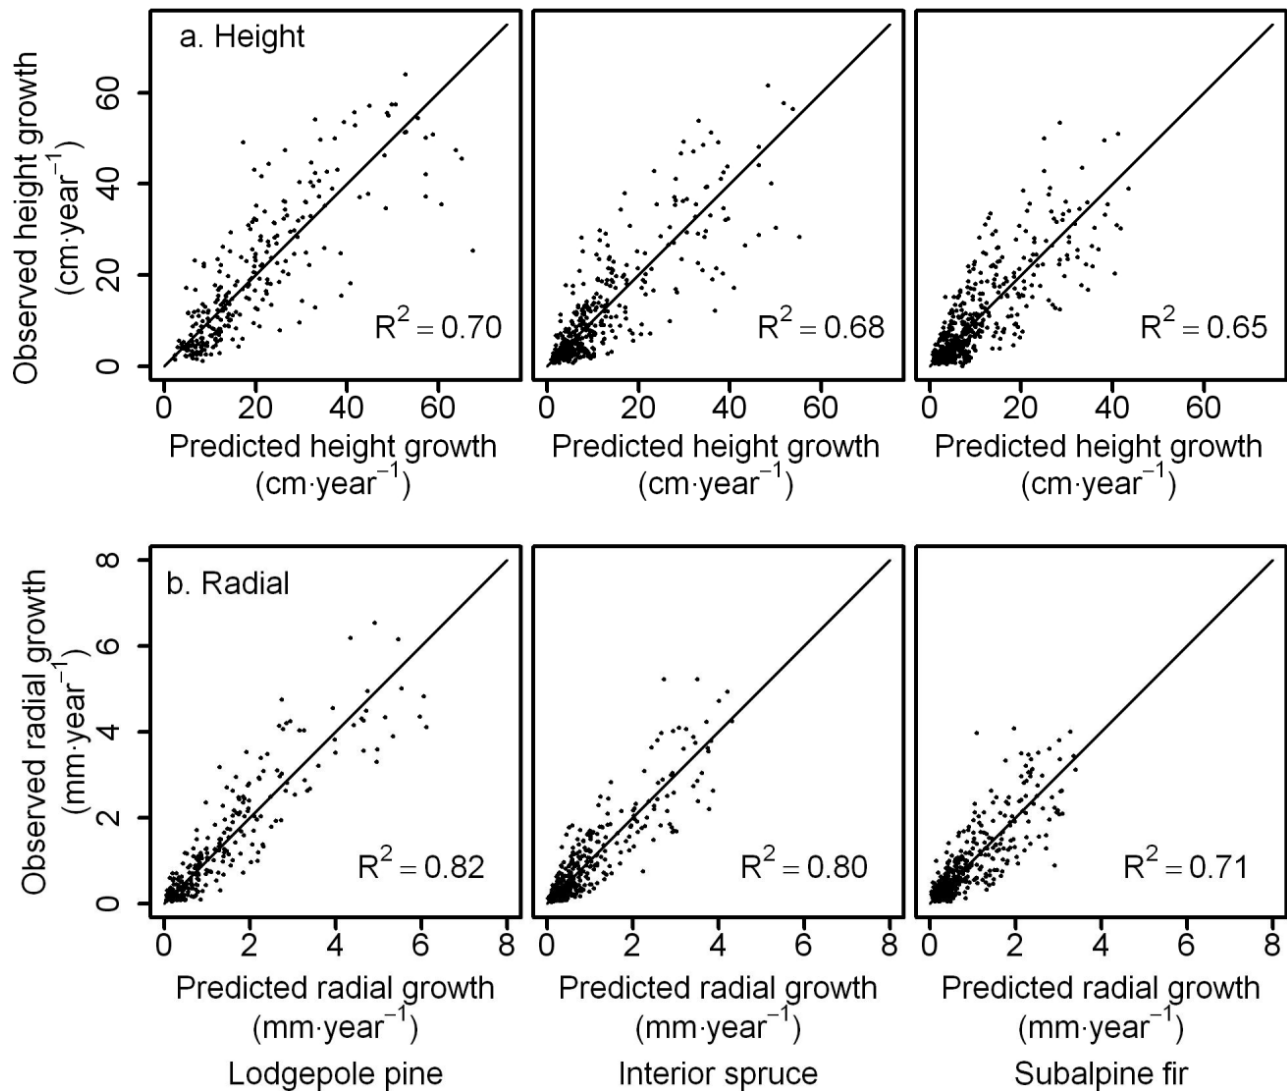 a. Height
Observed height growth
(cm·year⁻¹)
60
40
20
0
R² = 0.70
R² = 0.68
R² = 0.65
0 20 40 60
0 20 40 60
0 20 40 60
Predicted height growth
(cm·year⁻¹)
Predicted height growth
(cm·year⁻¹)
Predicted height growth
(cm·year⁻¹)
b. Radial
Observed radial growth
(mm·year⁻¹)
8
6
4
2
0
R² = 0.82
R² = 0.80
R² = 0.71
0 2 4 6 8
0 2 4 6 8
0 2 4 6 8
Predicted radial growth
(mm·year⁻¹)
Predicted radial growth
(mm·year⁻¹)
Predicted radial growth
(mm·year⁻¹)
Lodgepole pine
Interior spruce
Subalpine fir